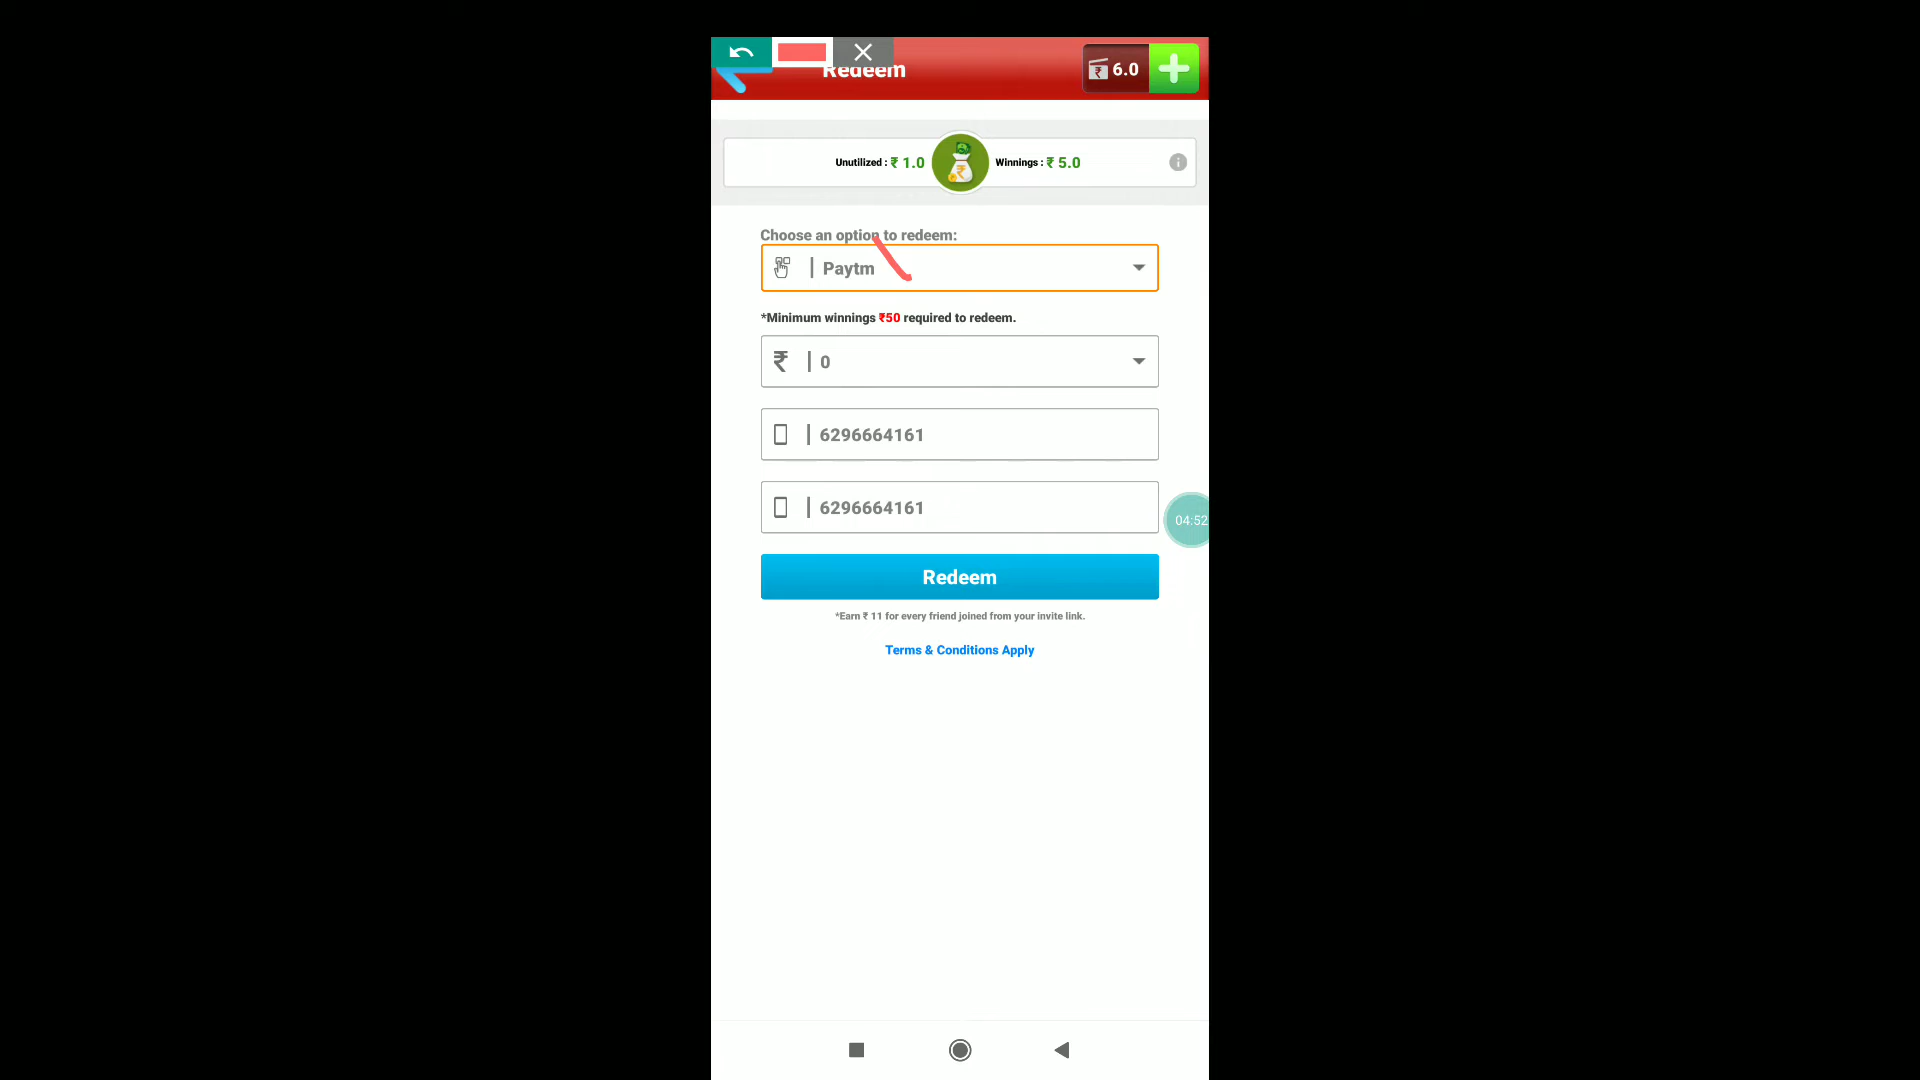 Redeem
6.0
Unutilized : ₹ 1.0
Winnings : ₹ 5.0
Choose an option to redeem:
Paytm
*Minimum winnings ₹50 required to redeem.
₹ | 0
6296664161
6296664161
04:52
Redeem
*Earn ₹ 11 for every friend joined from your invite link.
Terms & Conditions Apply